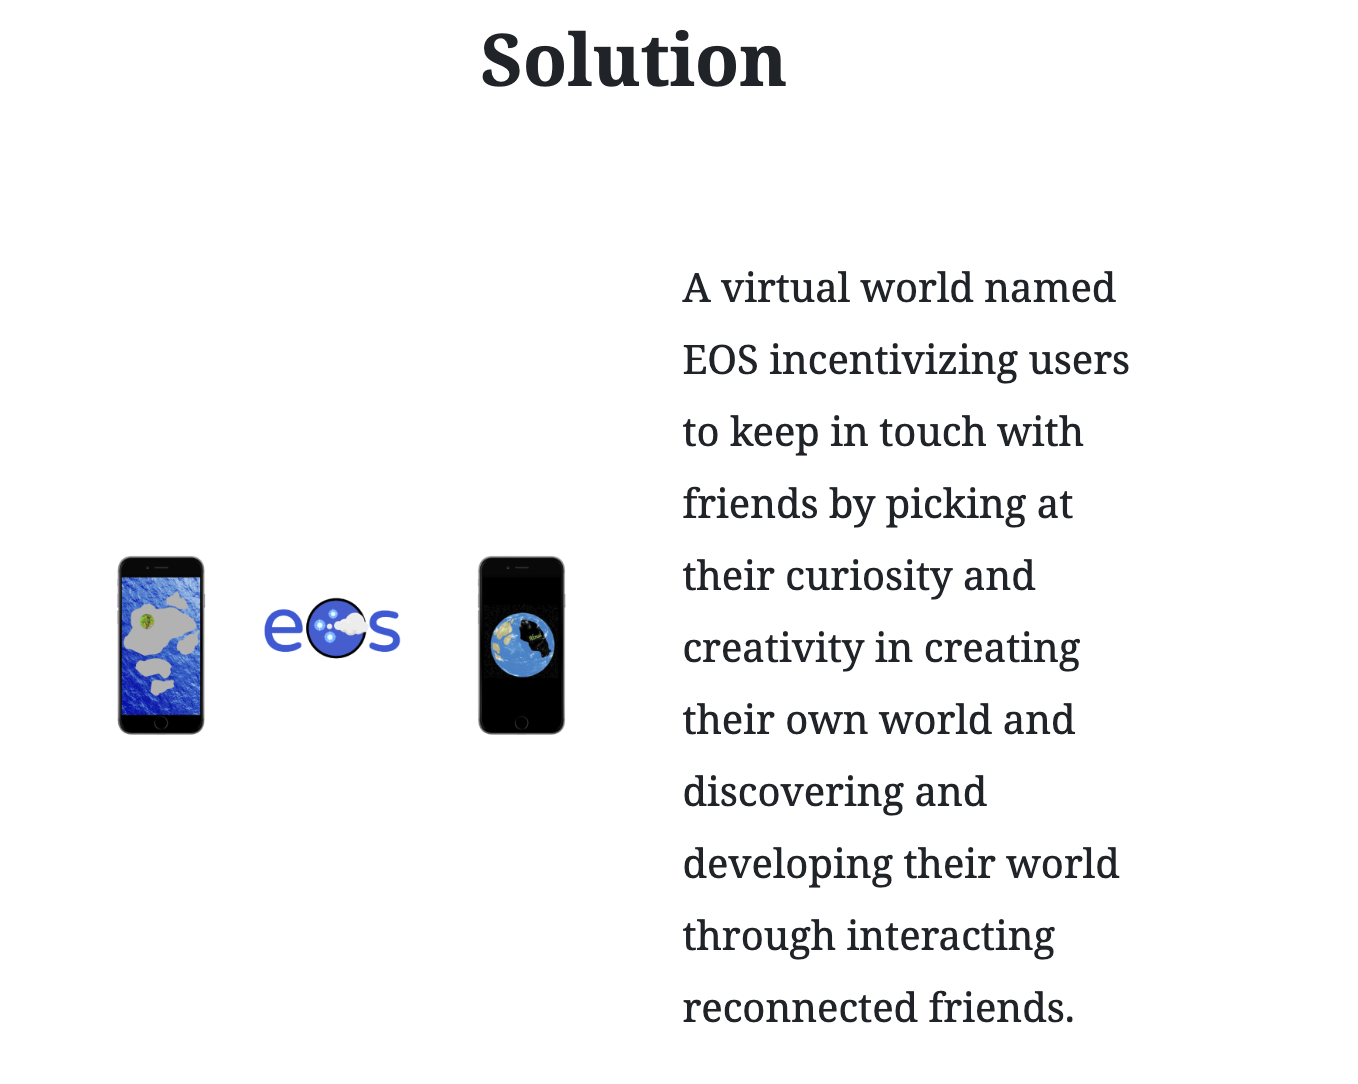 Solution
A virtual world named
EOS incentivizing users
to keep in touch with
friends by picking at
their curiosity and
creativity in creating
their own world and
discovering and
developing their world
through interacting
reconnected friends.
eos